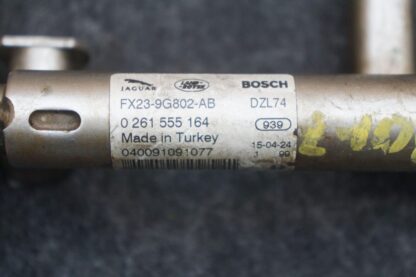 JAGUAR LAND ROVER BOSCH
FX23-9G802-AB DZL74
0 261 555 164 939
Made in Turkey 15-04-24
040091091077 J 99